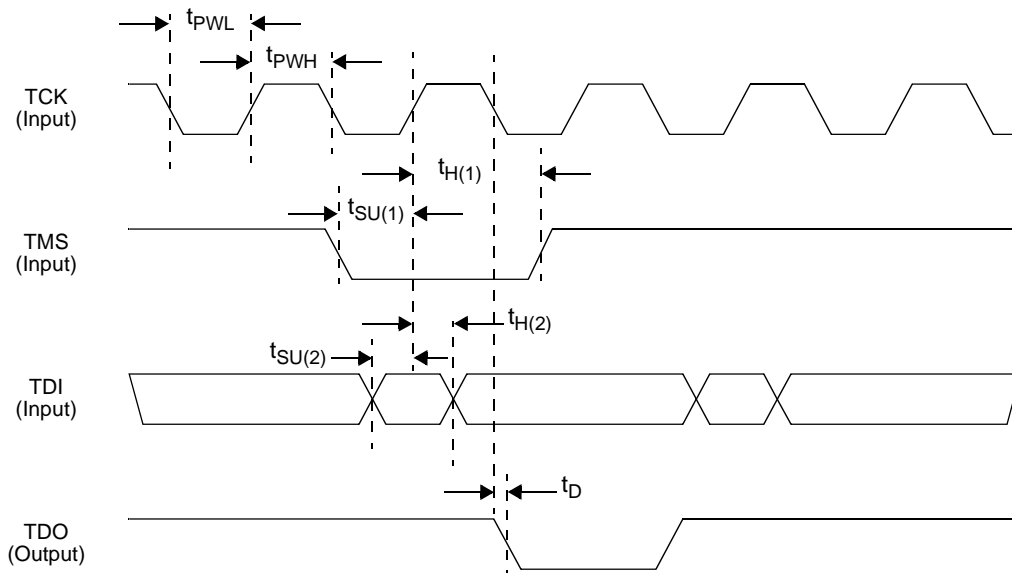 tPWL
tPWH
TCK
(Input)
tH(1)
tSU(1)
TMS
(Input)
tH(2)
tSU(2)
TDI
(Input)
tD
TDO
(Output)